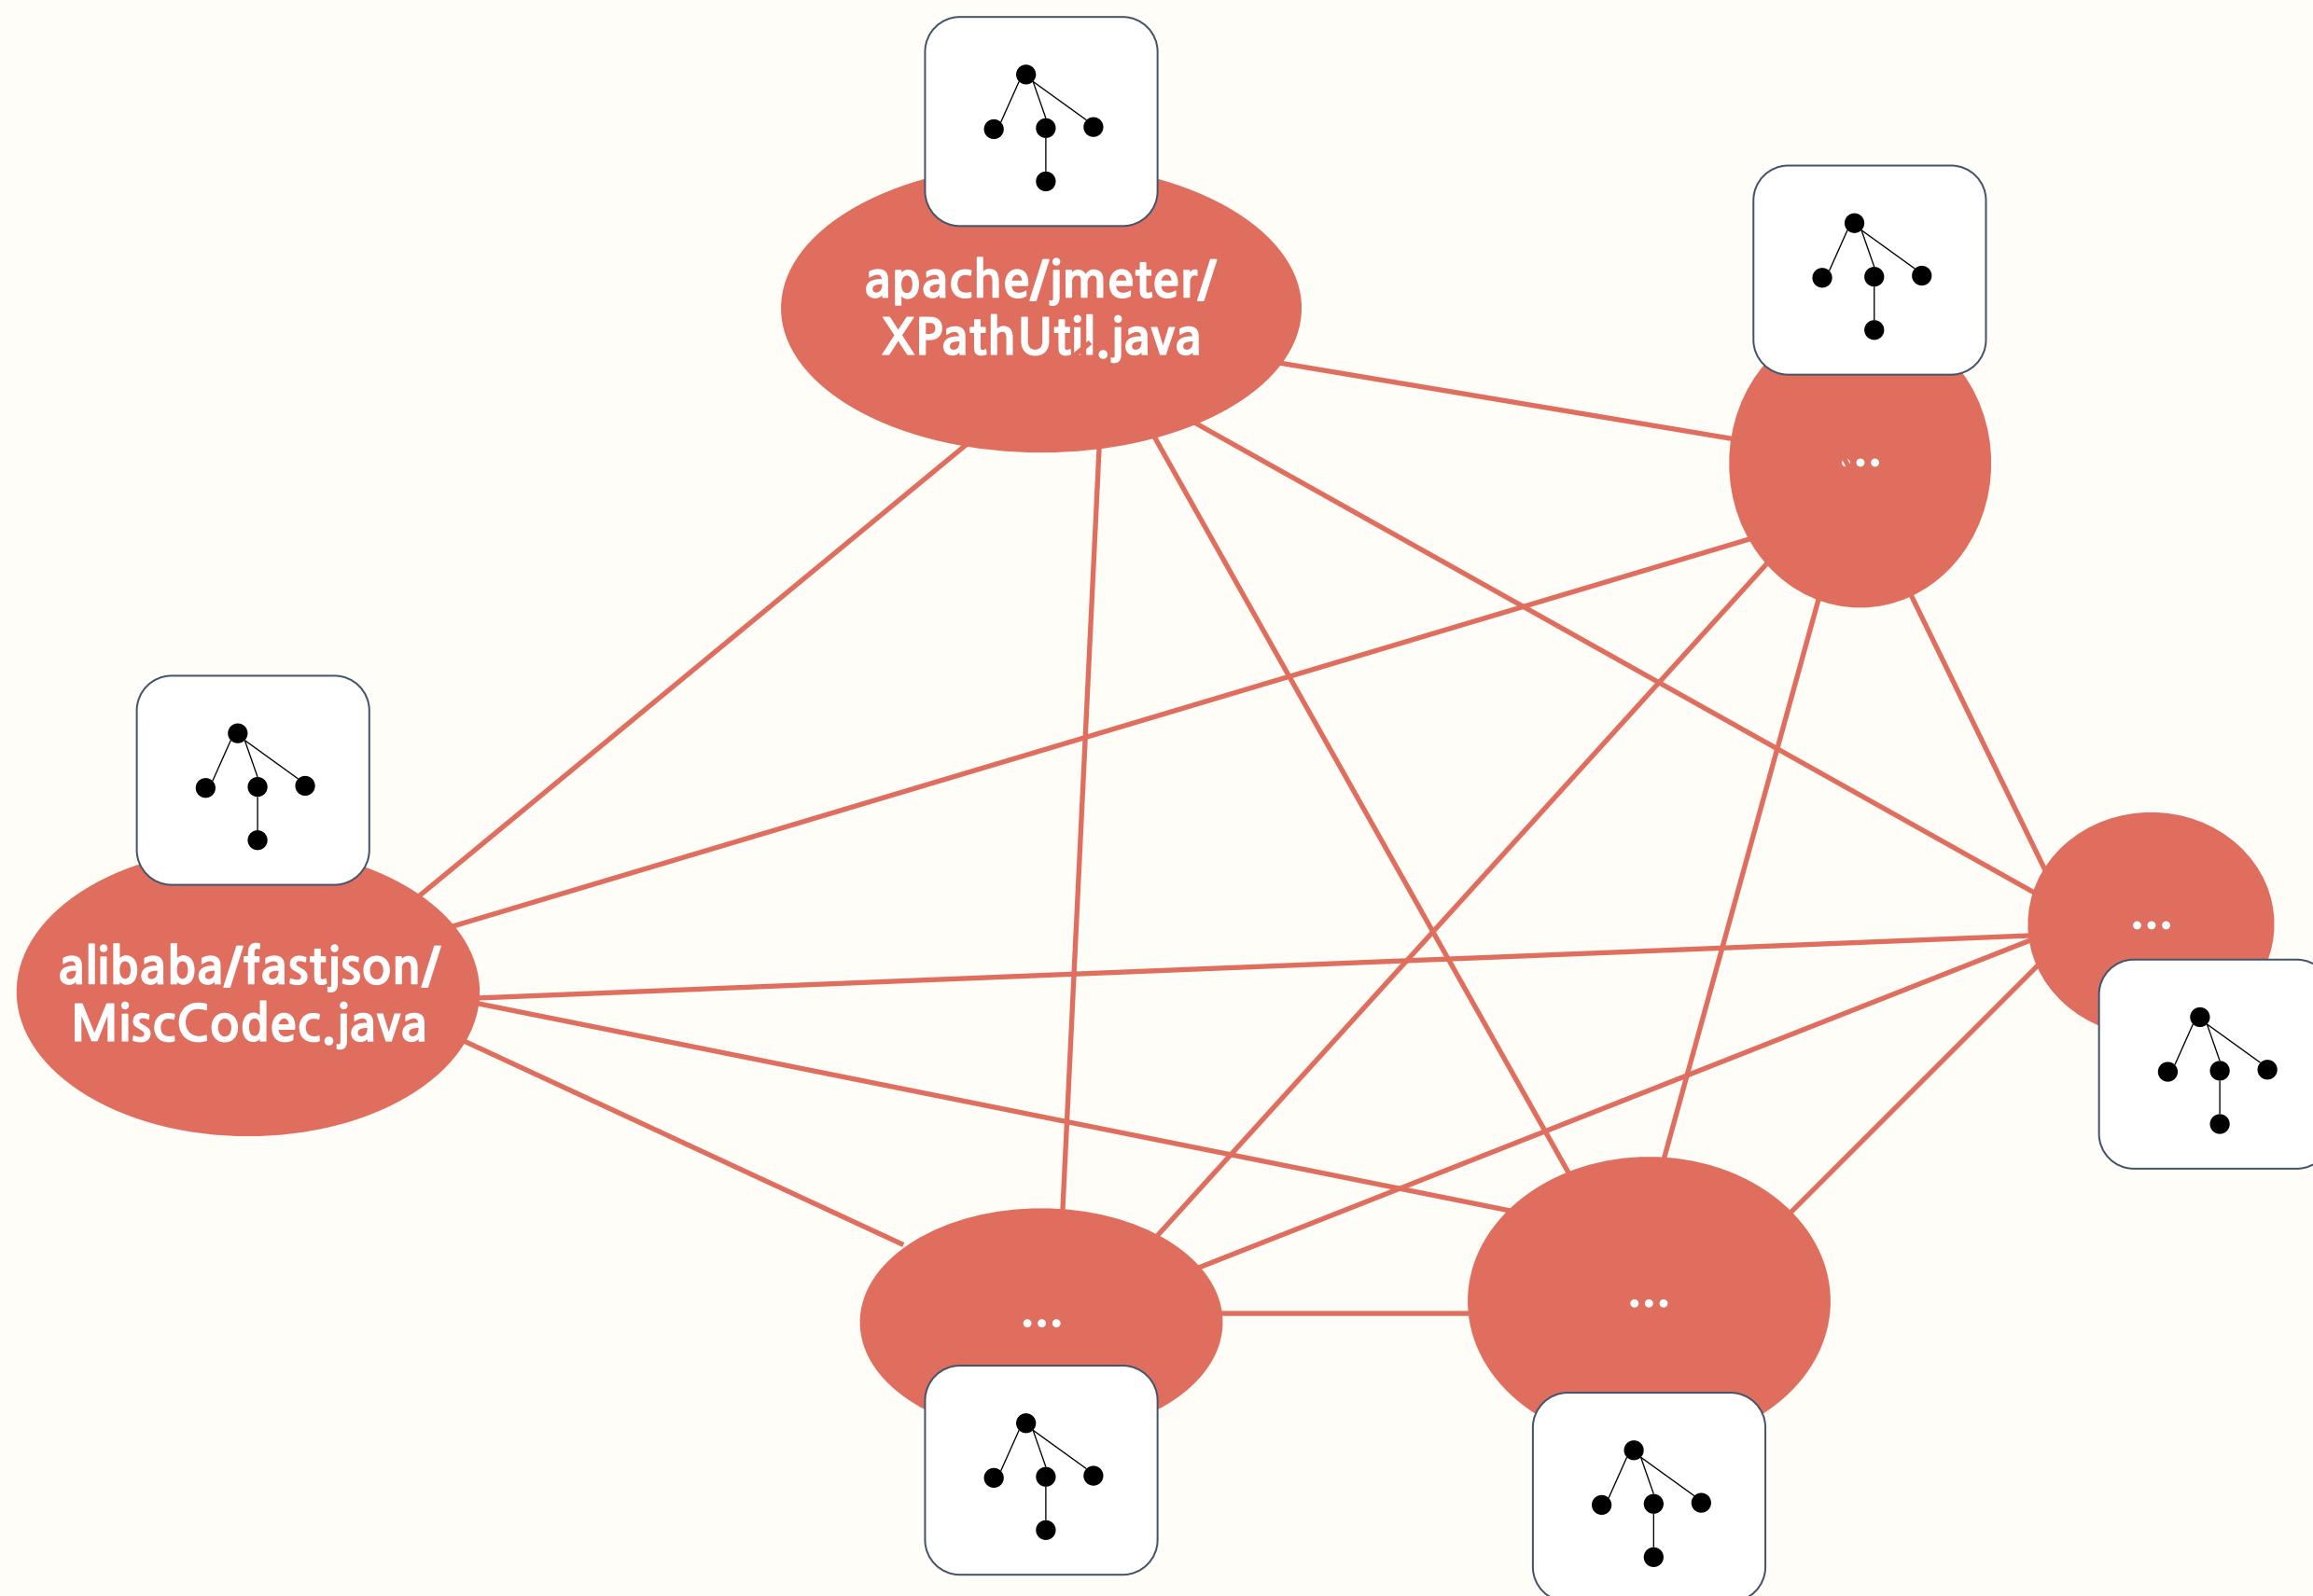 apache/jmeter/
XPathUtil.java
...
alibaba/fastjson/
MiscCodec.java
...
...
...